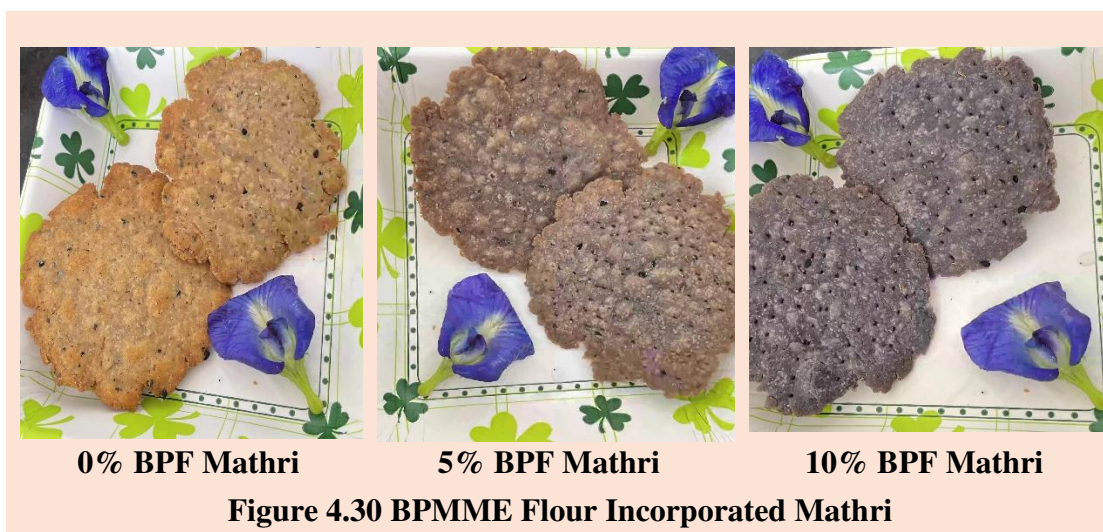 0% BPF Mathri
5% BPF Mathri
10% BPF Mathri
Figure 4.30 BPMME Flour Incorporated Mathri